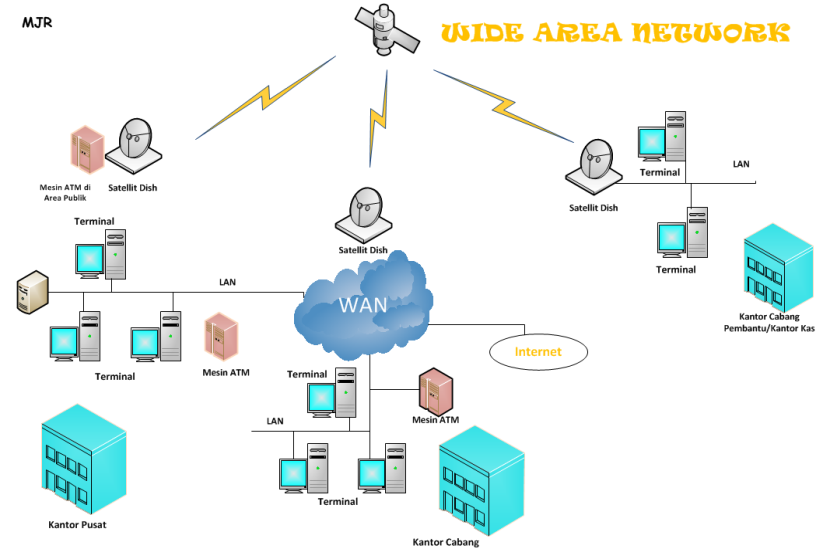 MJR
WIDE AREA NETWORK
Mesin ATM di
Area Publik
Satellit Dish
Terminal
LAN
Terminal
Mesin ATM
Kantor Pusat
Satellit Dish
WAN
Internet
Terminal
LAN
Mesin ATM
Terminal
Kantor Cabang
Satellit Dish
Terminal
LAN
Terminal
Kantor Cabang
Pembantu/Kantor Kas